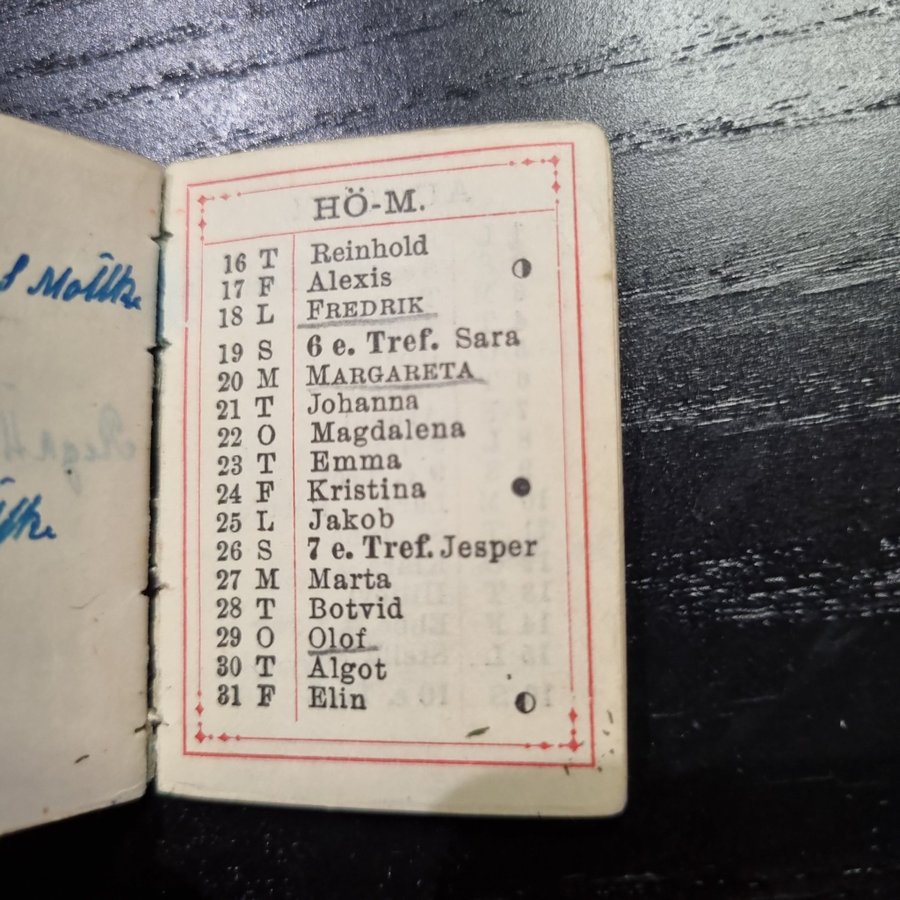 S Moltke
HÖ-M.
16 T Reinhold
17 F Alexis
18 L FREDRIK
19 S 6 e. Tref. Sara
20 M MARGARETA
21 T Johanna
22 O Magdalena
23 T Emma
24 F Kristina
25 L Jakob
26 S 7 e. Tref. Jesper
27 M Marta
28 T Botvid
29 O Olof
30 T Algot
31 F Elin